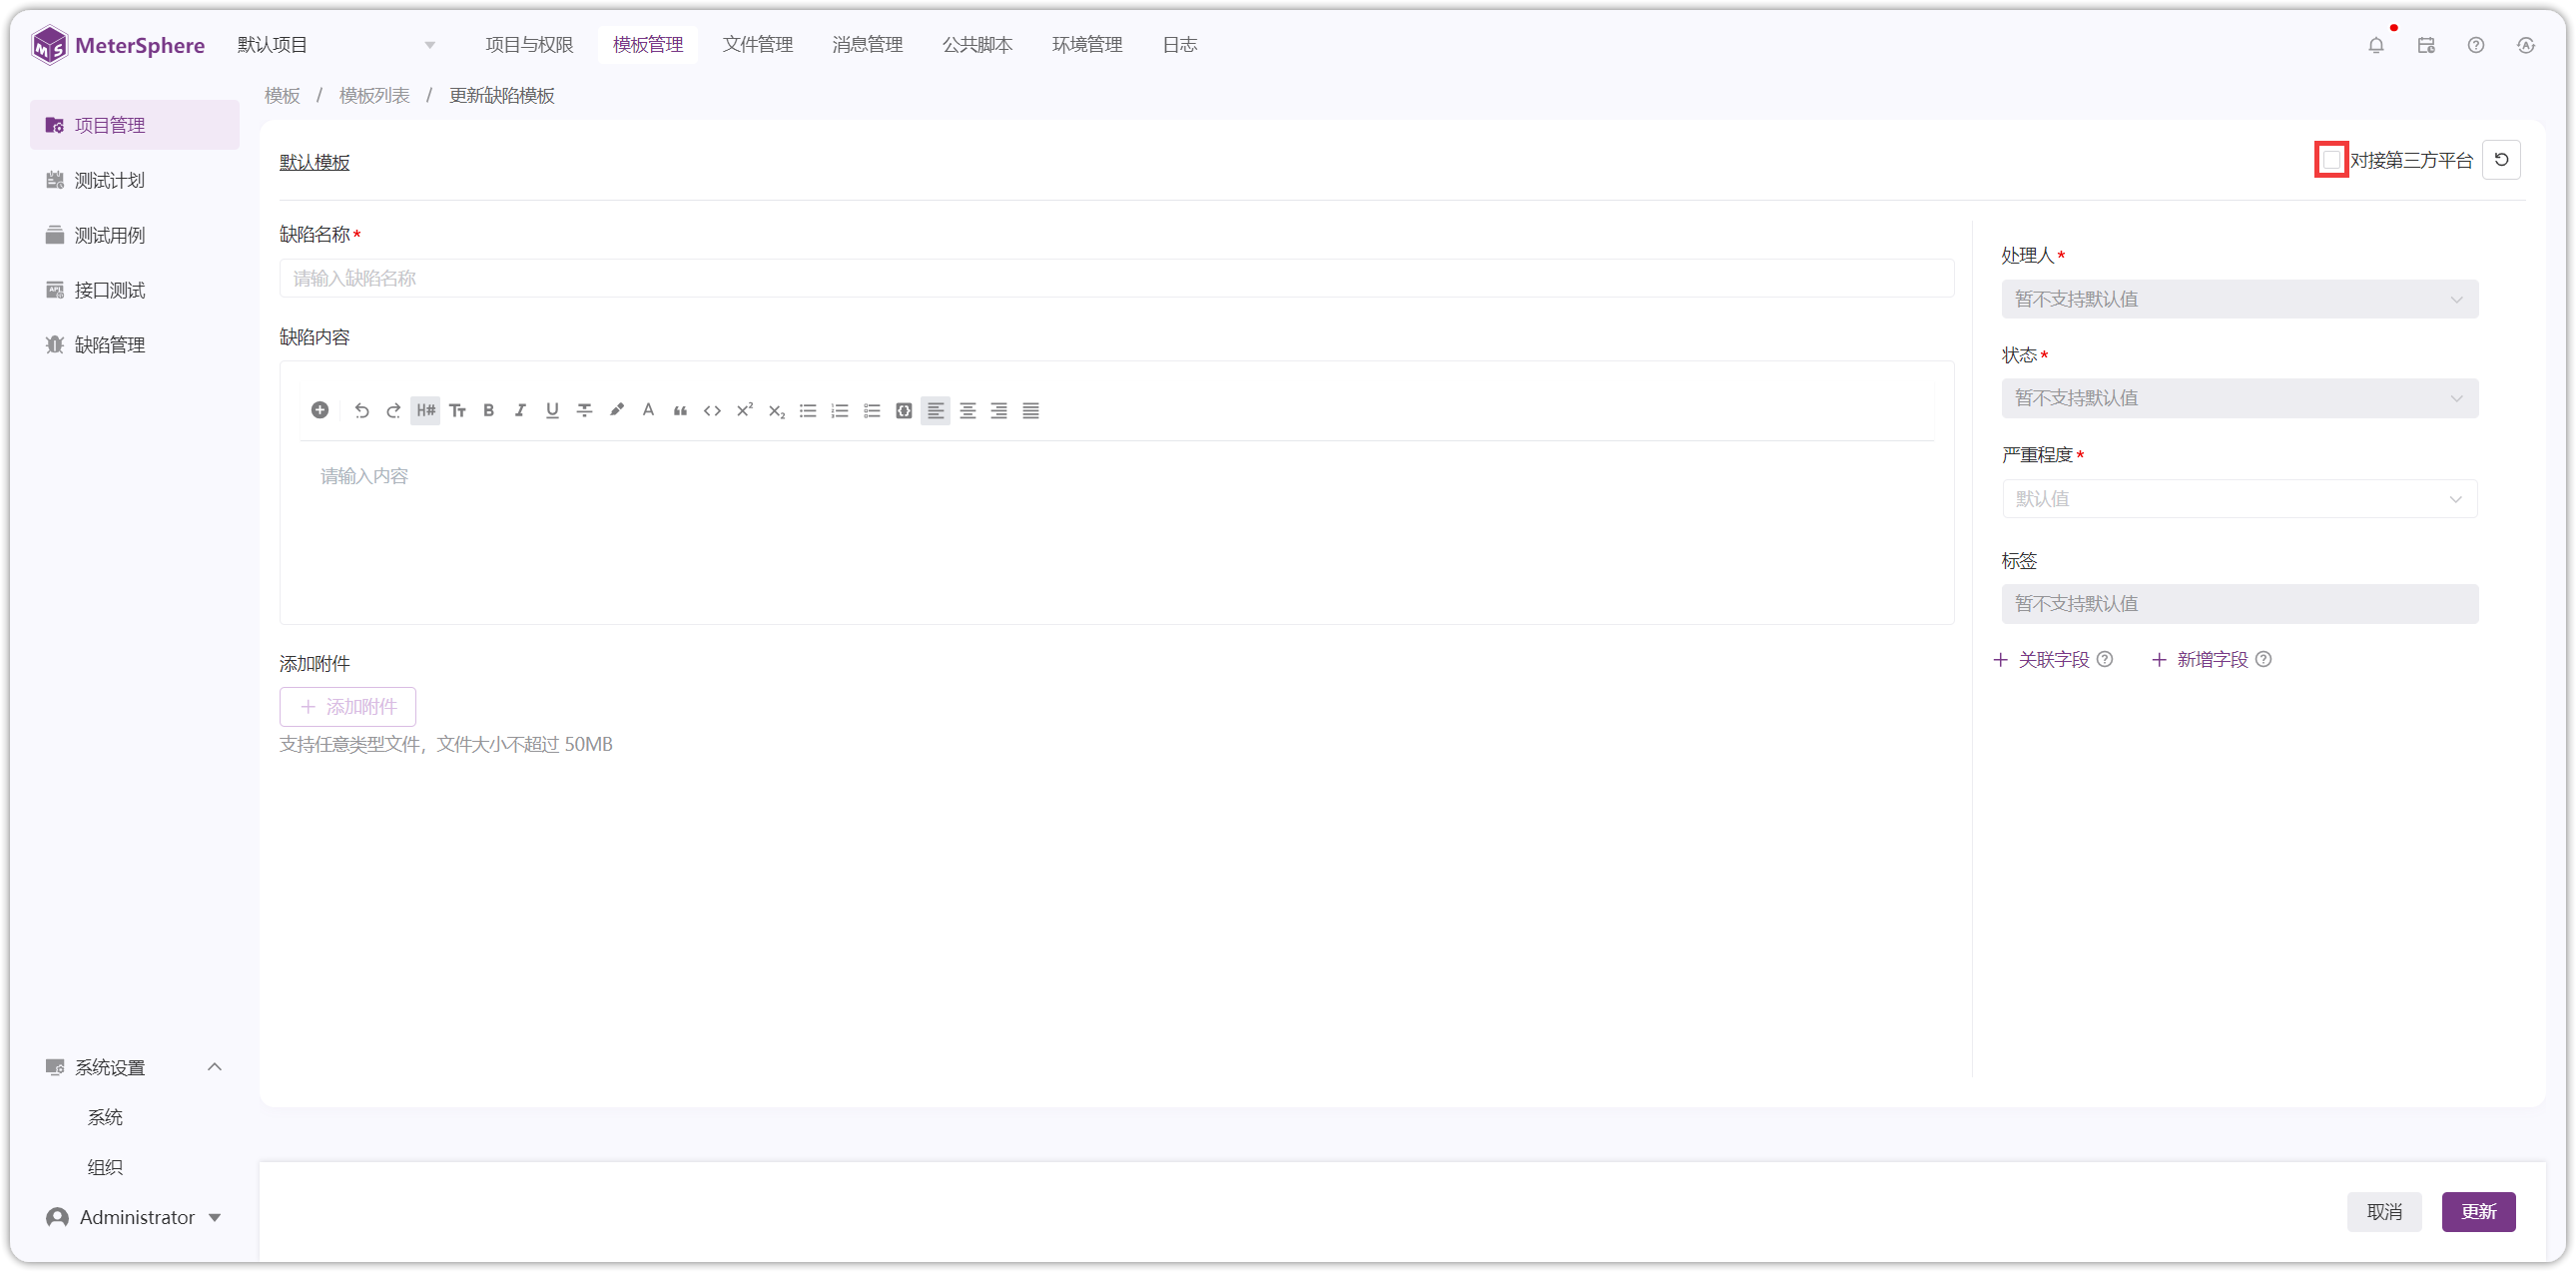 MeterSphere
默认项目
项目与权限
模板管理
文件管理
消息管理
公共脚本
环境管理
日志
模板 / 模板列表 / 更新缺陷模板
项目管理
测试计划
测试用例
接口测试
缺陷管理
系统设置
系统
组织
Administrator
默认模板
对接第三方平台
缺陷名称*
请输入缺陷名称
缺陷内容
请输入内容
添加附件
+ 添加附件
支持任意类型文件，文件大小不超过 50MB
处理人*
暂不支持默认值
状态*
暂不支持默认值
严重程度*
默认值
标签
暂不支持默认值
+ 关联字段
+ 新增字段
取消
更新